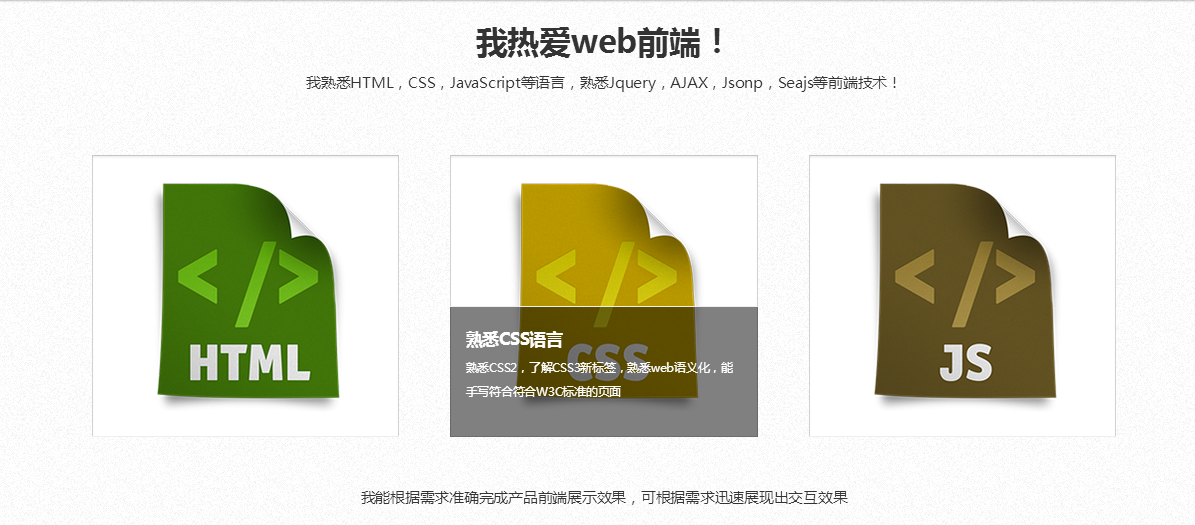 我热爱web前端！
我熟悉HTML，CSS，JavaScript等语言，熟悉Jquery，AJAX，Jsonp，Seajs等前端技术！
</>
HTML
</>
CSS
熟悉CSS语言
熟悉CSS2，了解CSS3新标签，熟悉web语义化，能
手写符合符合W3C标准的页面
</>
JS
我能根据需求准确完成产品前端展示效果，可根据需求迅速展现出交互效果